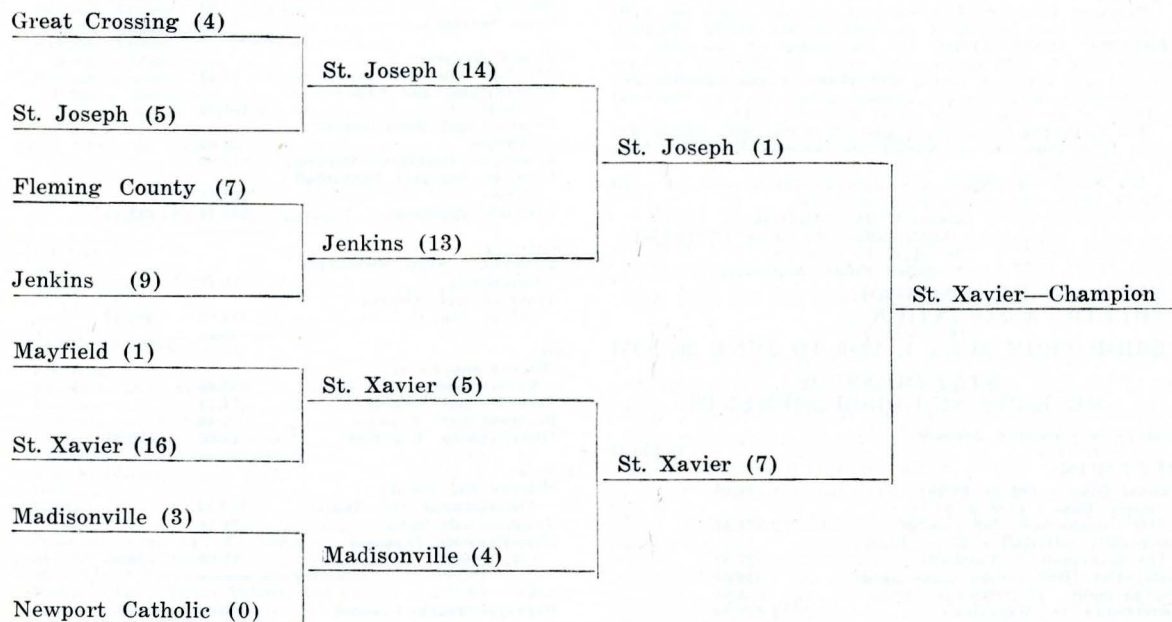 Great Crossing (4)
St. Joseph (14)
St. Joseph (5)
St. Joseph (1)
Fleming County (7)
Jenkins (13)
Jenkins (9)
St. Xavier—Champion
Mayfield (1)
St. Xavier (5)
St. Xavier (16)
St. Xavier (7)
Madisonville (3)
Madisonville (4)
Newport Catholic (0)